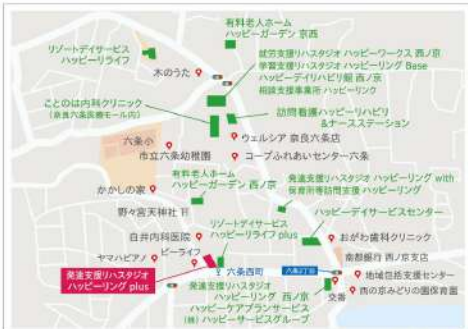 有料老人ホーム
ハッピーガーデン 京西
リゾートデイサービス
ハッピーリライフ
就労支援リハスタジオ ハッピーワークス 西ノ京
学習支援リハスタジオ ハッピーリング Base
ハッピーデイリハビリ館 西ノ京
相談支援事業所 ハッピーリンク
木のうた
ことのは内科クリニック
(奈良六条医療モール内)
訪問看護ハッピーリハビリ
&ナースステーション
六条小
ウェルシア 奈良六条店
市立六条幼稚園
コープふれあいセンター六条
有料老人ホーム
ハッピーガーデン 西ノ京
発達支援リハスタジオ ハッピーリング with
保育所等訪問支援 ハッピーリング
かかしの家
野々宮天神社
リゾートデイサービス
ハッピーリライフ plus
ハッピーデイサービスセンター
白井内科医院
おがわ歯科クリニック
ヤマハピアノ
ビーライフ
南都銀行 西ノ京支店
発達支援リハスタジオ
ハッピーリング plus
六条西町
六条2丁目
地域包括支援センター
発達支援リハスタジオ
ハッピーリング 西ノ京
交番
西の京みどりの園保育園
ハッピーケアプランサービス
(株) ハッピーサービスグループ